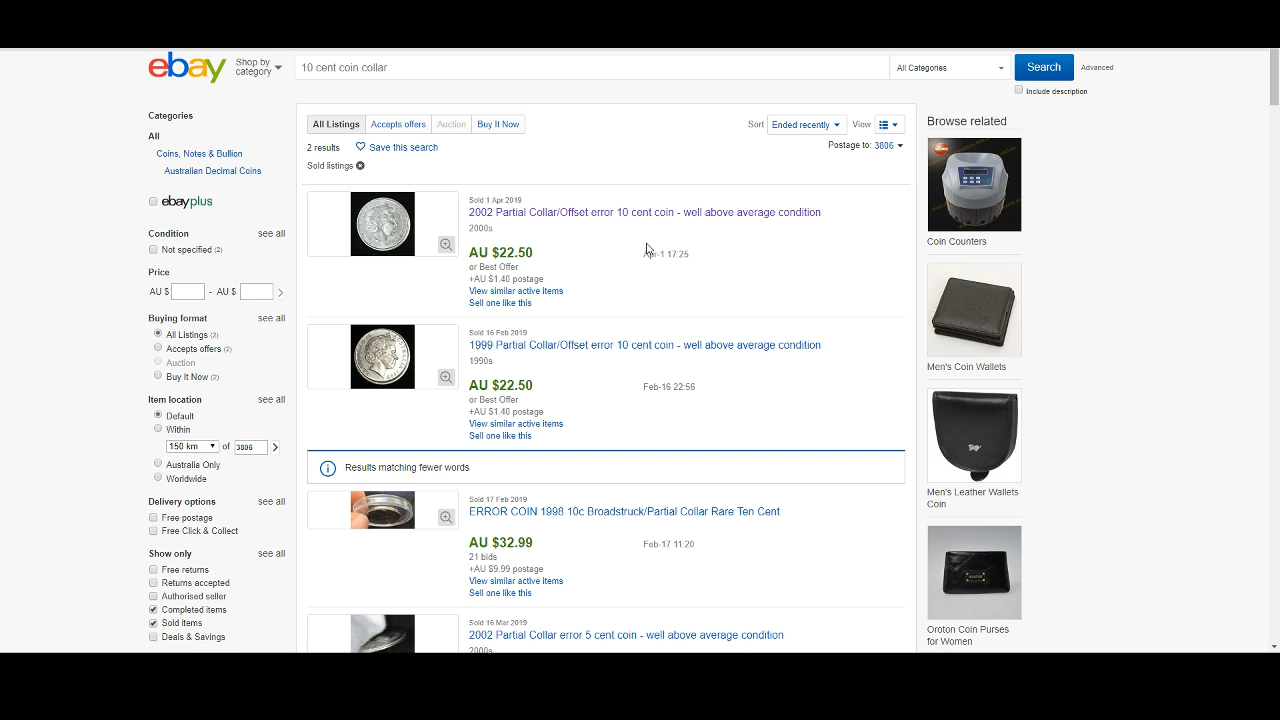 ebay
Shop by
category
10 cent coin collar
All Categories
Search
Advanced
Include description
Categories
All
Coins, Notes & Bullion
Australian Decimal Coins
ebayplus
Condition
see all
Not specified (2)
Price
AU $
- AU $
Buying format
see all
All Listings (2)
Accepts offers (2)
Auction
Buy It Now (2)
Item location
see all
Default
Within
150 km
of
3806
Australia Only
Worldwide
Delivery options
see all
Free postage
Free Click & Collect
Show only
see all
Free returns
Returns accepted
Authorised seller
Completed items
Sold items
Deals & Savings
All Listings
Accepts offers
Auction
Buy It Now
Sort
Ended recently
View
2 results
Save this search
Postage to: 3806
Sold listings
Sold 1 Apr 2019
2002 Partial Collar/Offset error 10 cent coin - well above average condition
2000s
AU $22.50
Apr-1 17:25
or Best Offer
+AU $1.40 postage
View similar active items
Sell one like this
Sold 16 Feb 2019
1999 Partial Collar/Offset error 10 cent coin - well above average condition
1990s
AU $22.50
Feb-16 22:56
or Best Offer
+AU $1.40 postage
View similar active items
Sell one like this
Results matching fewer words
Sold 17 Feb 2019
ERROR COIN 1998 10c Broadstruck/Partial Collar Rare Ten Cent
AU $32.99
Feb-17 11:20
21 bids
+AU $9.99 postage
View similar active items
Sell one like this
Sold 16 Mar 2019
2002 Partial Collar error 5 cent coin - well above average condition
2000s
Browse related
Coin Counters
Men's Coin Wallets
Men's Leather Wallets
Coin
Oroton Coin Purses
for Women